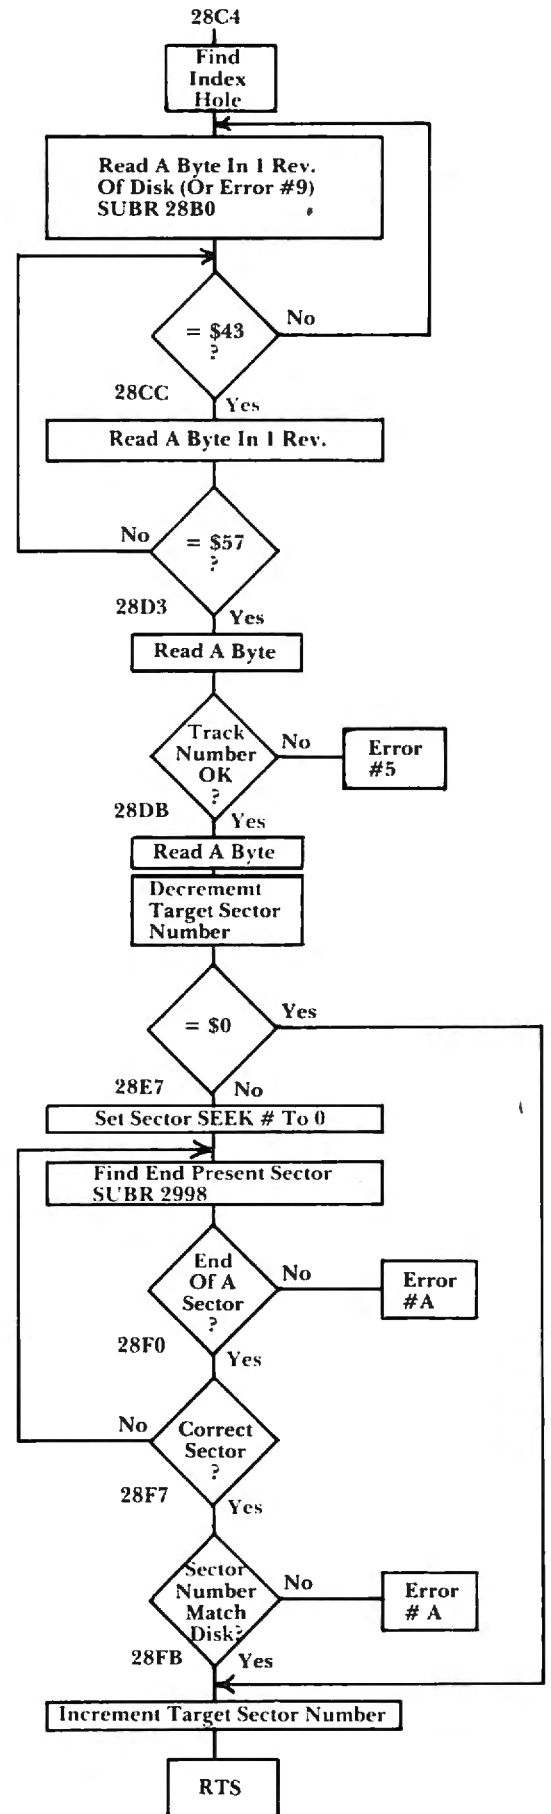 28C4
Find
Index
Hole
Read A Byte In 1 Rev.
Of Disk (Or Error #9)
SUBR 28B0
= $43
?
No
28CC
Yes
Read A Byte In 1 Rev.
No
= $57
?
28D3
Yes
Read A Byte
Track
Number
OK
?
No
Error
#5
28DB
Yes
Read A Byte
Decrememt
Target Sector
Number
= $0
Yes
28E7
No
Set Sector SEEK # To 0
Find End Present Sector
SUBR 2998
End
Of A
Sector
?
No
Error
#A
28F0
Yes
No
Correct
Sector
?
28F7
Yes
Sector
Number
Match
Disk?
No
Error
# A
28FB
Yes
Increment Target Sector Number
RTS